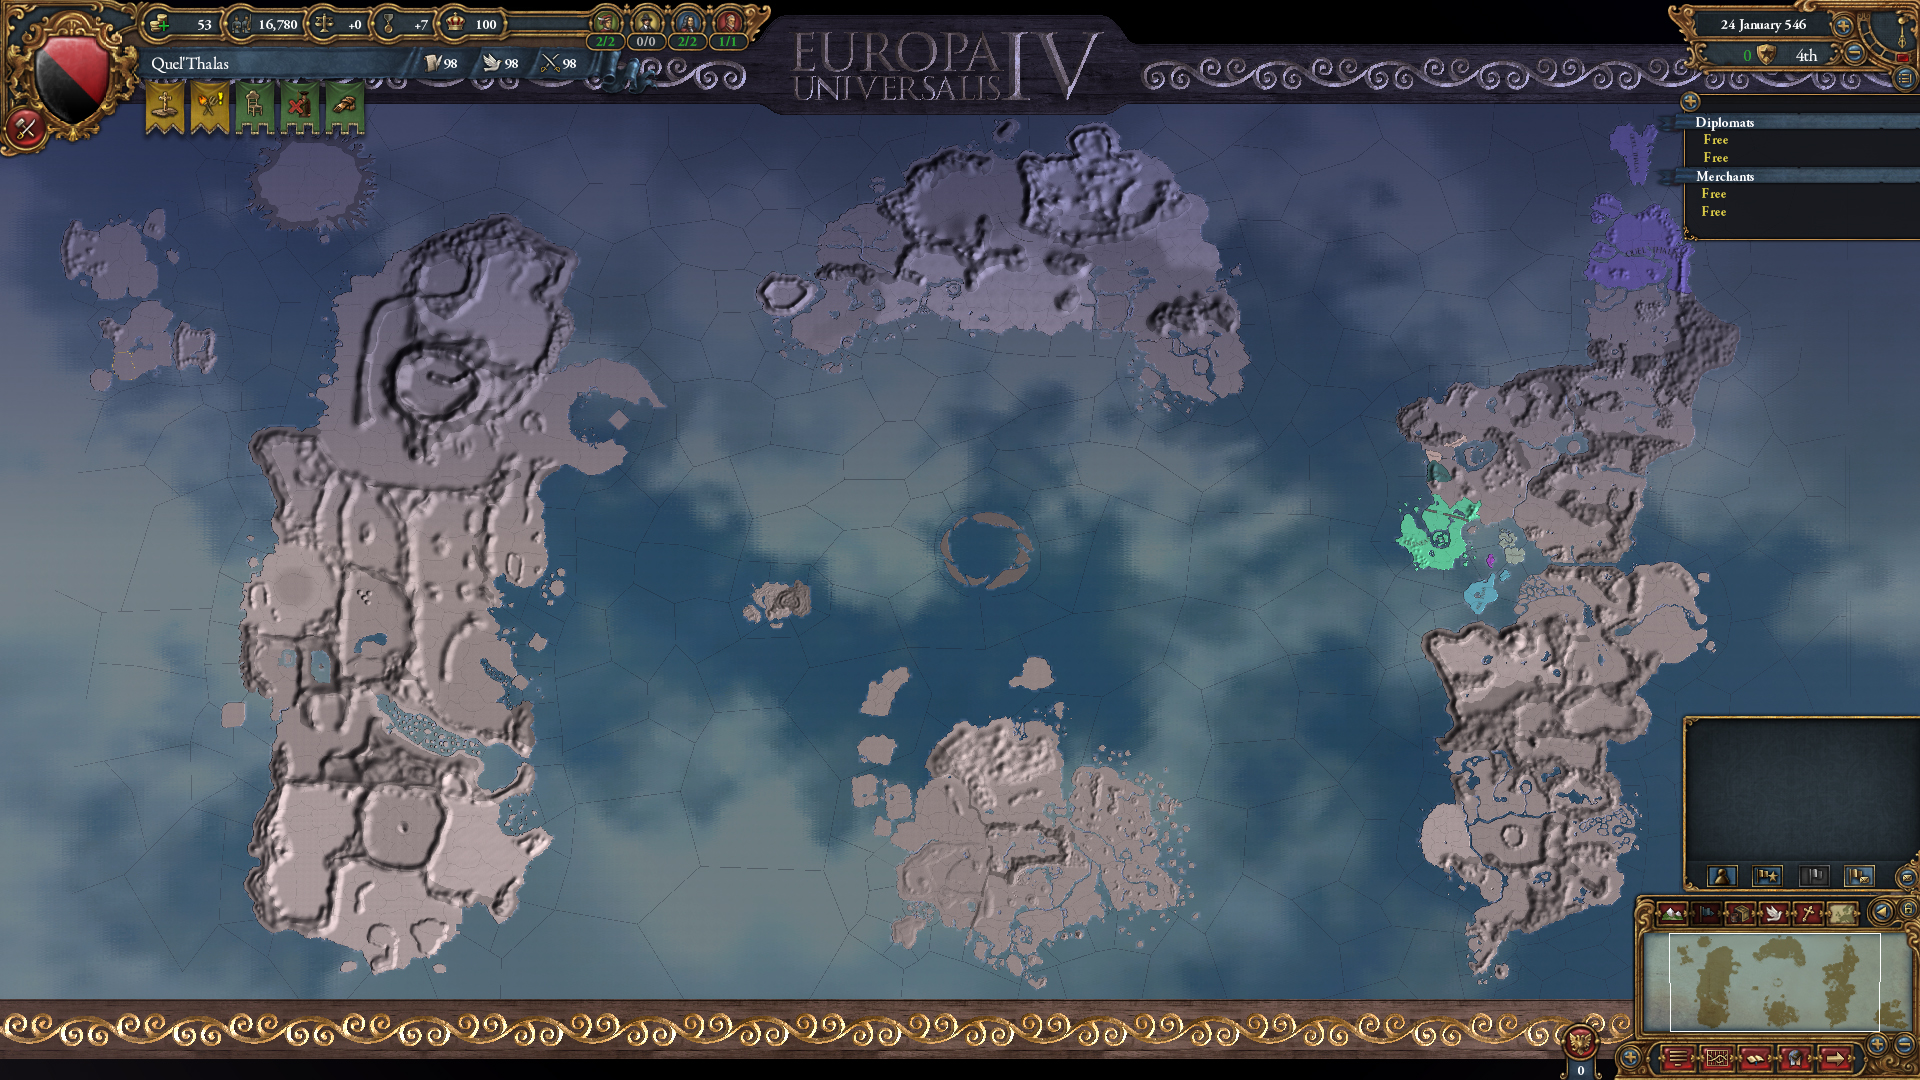 53
16,780
+0
+7
100
2/2
0/0
2/2
1/1
Quel'Thalas
98
98
98
EUROPA
UNIVERSALIS
IV
24 January 546
0
4th
Diplomats
Free
Free
Merchants
Free
Free
0